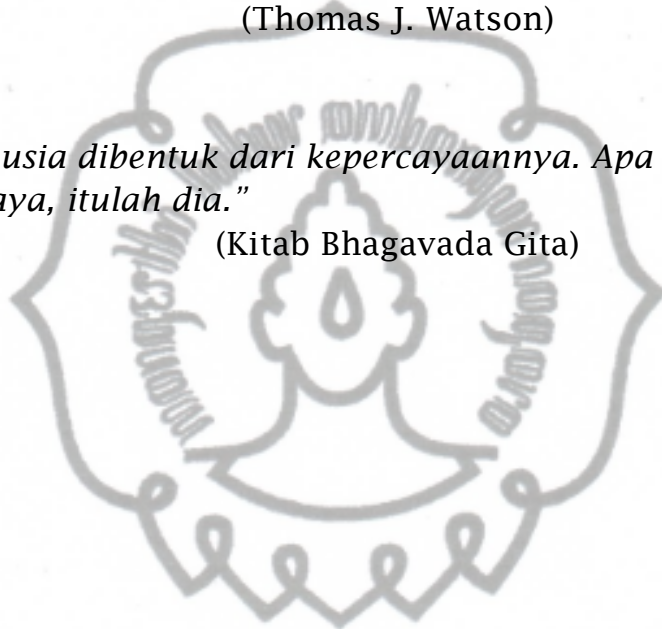 (Thomas J. Watson)
usia dibentuk dari kepercayaannya. Apa
aya, itulah dia.”
(Kitab Bhagavada Gita)